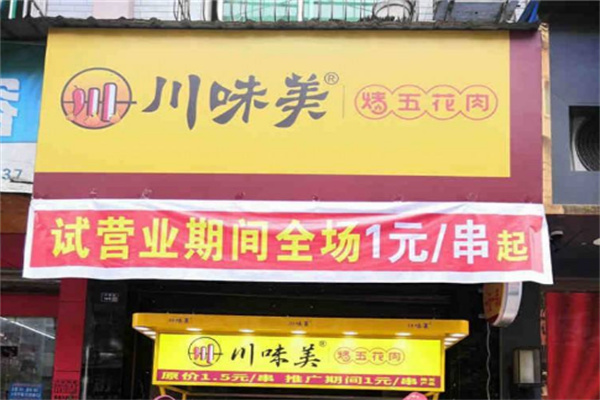 川味美® 烤五花肉
试营业期间全场1元/串起
川味美® 烤五花肉
原价1.5元/串 推广期间1元/串
37